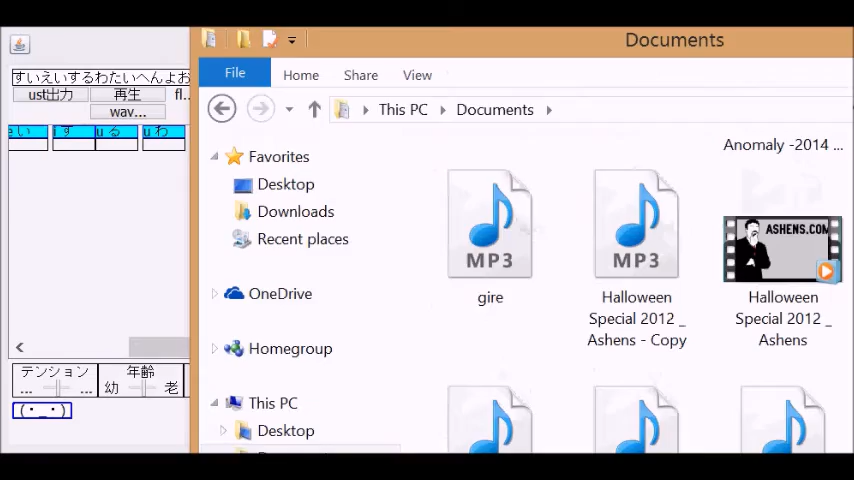 Documents
File Home Share View
This PC Documents
すいえいするわたいへんよお
ust出力 再生 fl..
wav...
い i す u る u わ
Favorites
Desktop
Downloads
Recent places
OneDrive
Homegroup
This PC
Desktop
Anomaly -2014 ...
MP3
gire
MP3
Halloween
Special 2012 _
Ashens - Copy
ASHENS.COM
Halloween
Special 2012 _
Ashens
テンション 年齢
... ... 幼 老
(・_・)